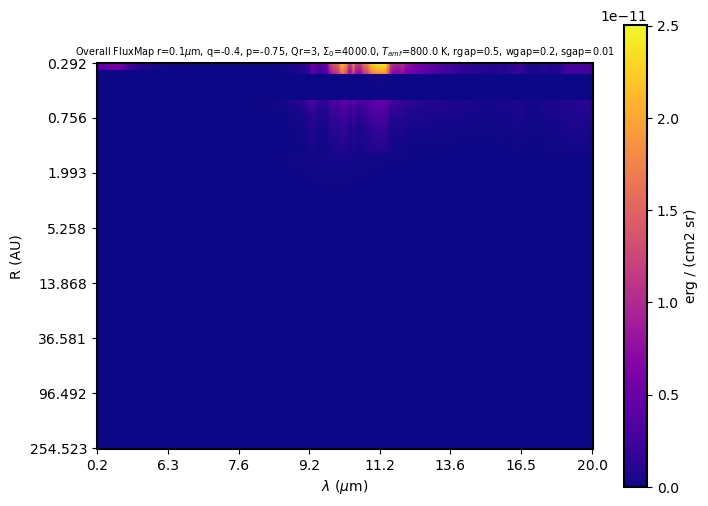 1e−11
Overall FluxMap r=0.1μm, q=-0.4, p=-0.75, Qr=3, Σ₀=4000.0, T_amf=800.0 K, rgap=0.5, wgap=0.2, sgap=0.01
0.292
0.756
1.993
5.258
13.868
36.581
96.492
254.523
R (AU)
0.2 6.3 7.6 9.2 11.2 13.6 16.5 20.0
λ (μm)
2.5
2.0
1.5
1.0
0.5
0.0
erg / (cm2 sr)